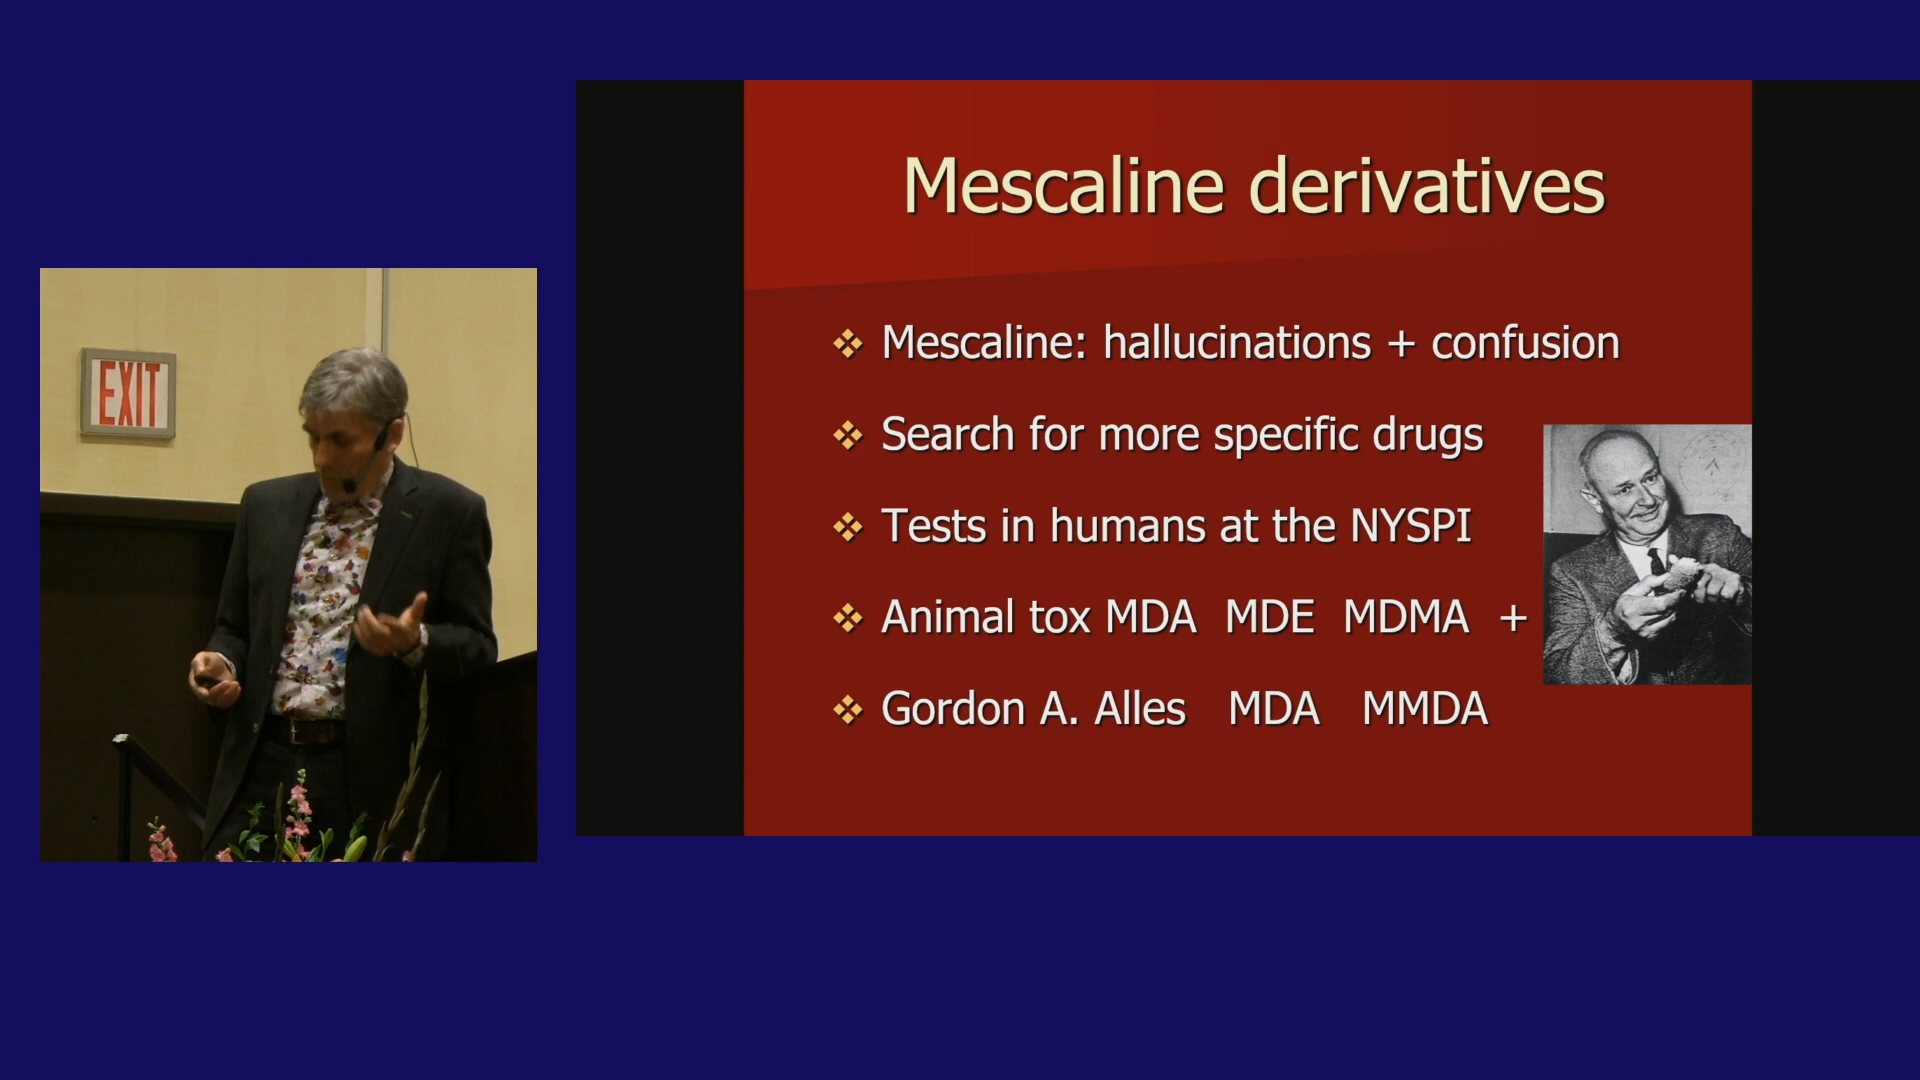 EXIT
Mescaline derivatives
Mescaline: hallucinations + confusion
Search for more specific drugs
Tests in humans at the NYSPI
Animal tox MDA MDE MDMA +
Gordon A. Alles MDA MMDA